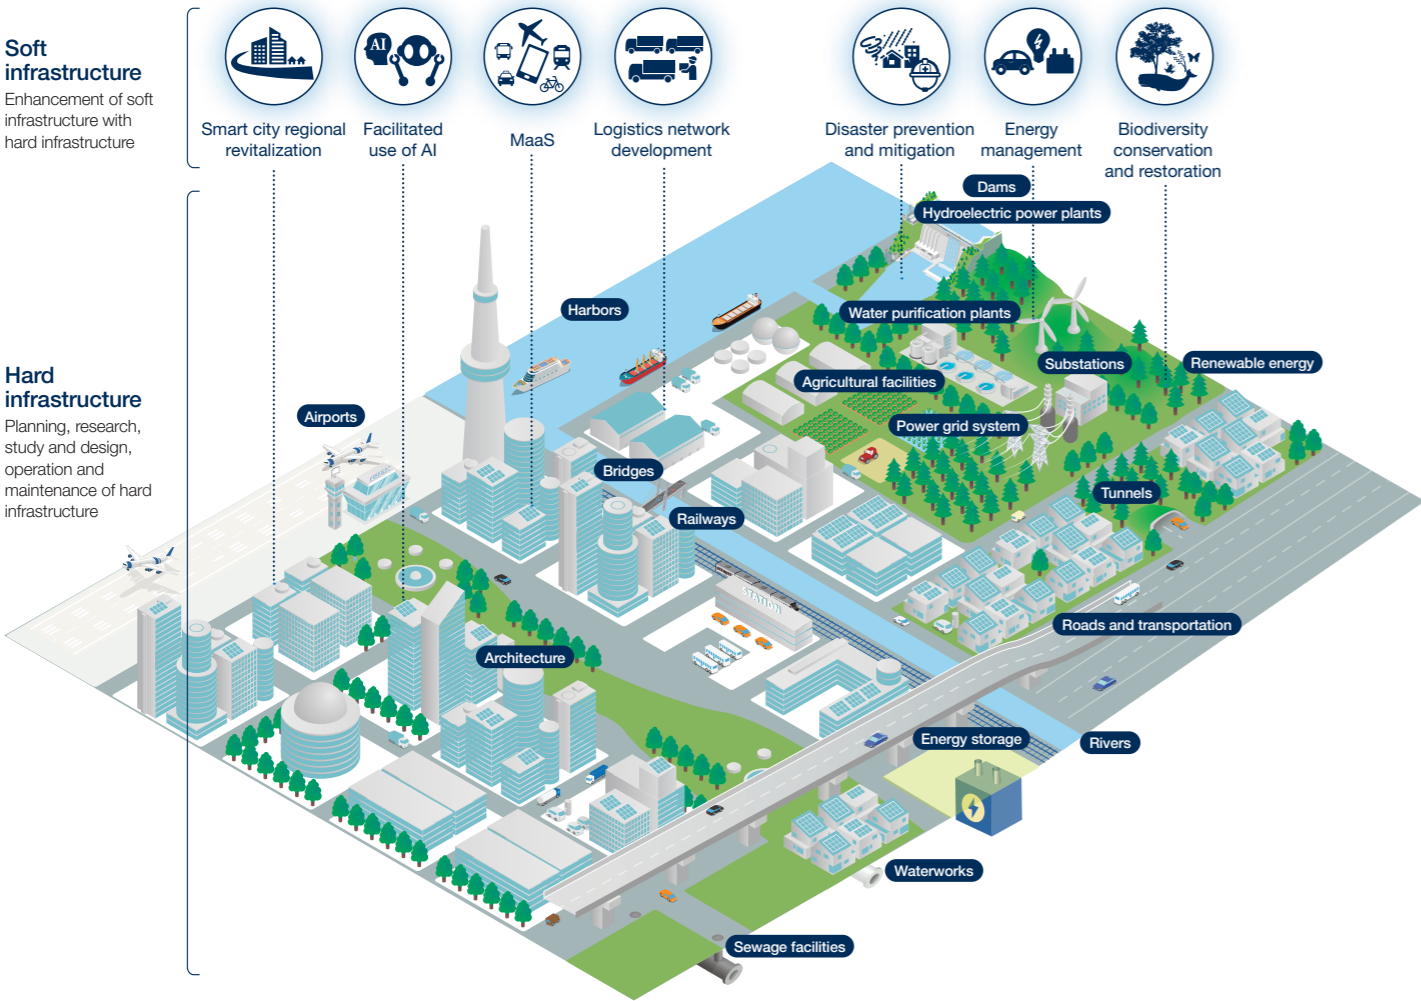 Soft
infrastructure
Enhancement of soft
infrastructure with
hard infrastructure
AI
Smart city regional
revitalization
Facilitated
use of AI
MaaS
Logistics network
development
Disaster prevention
and mitigation
Energy
management
Biodiversity
conservation
and restoration
Hard
infrastructure
Planning, research,
study and design,
operation and
maintenance of hard
infrastructure
Dams
Hydroelectric power plants
Harbors
Water purification plants
Substations
Renewable energy
Agricultural facilities
Airports
Power grid system
Bridges
Tunnels
Railways
STATION
Roads and transportation
Architecture
Energy storage
Rivers
Waterworks
Sewage facilities